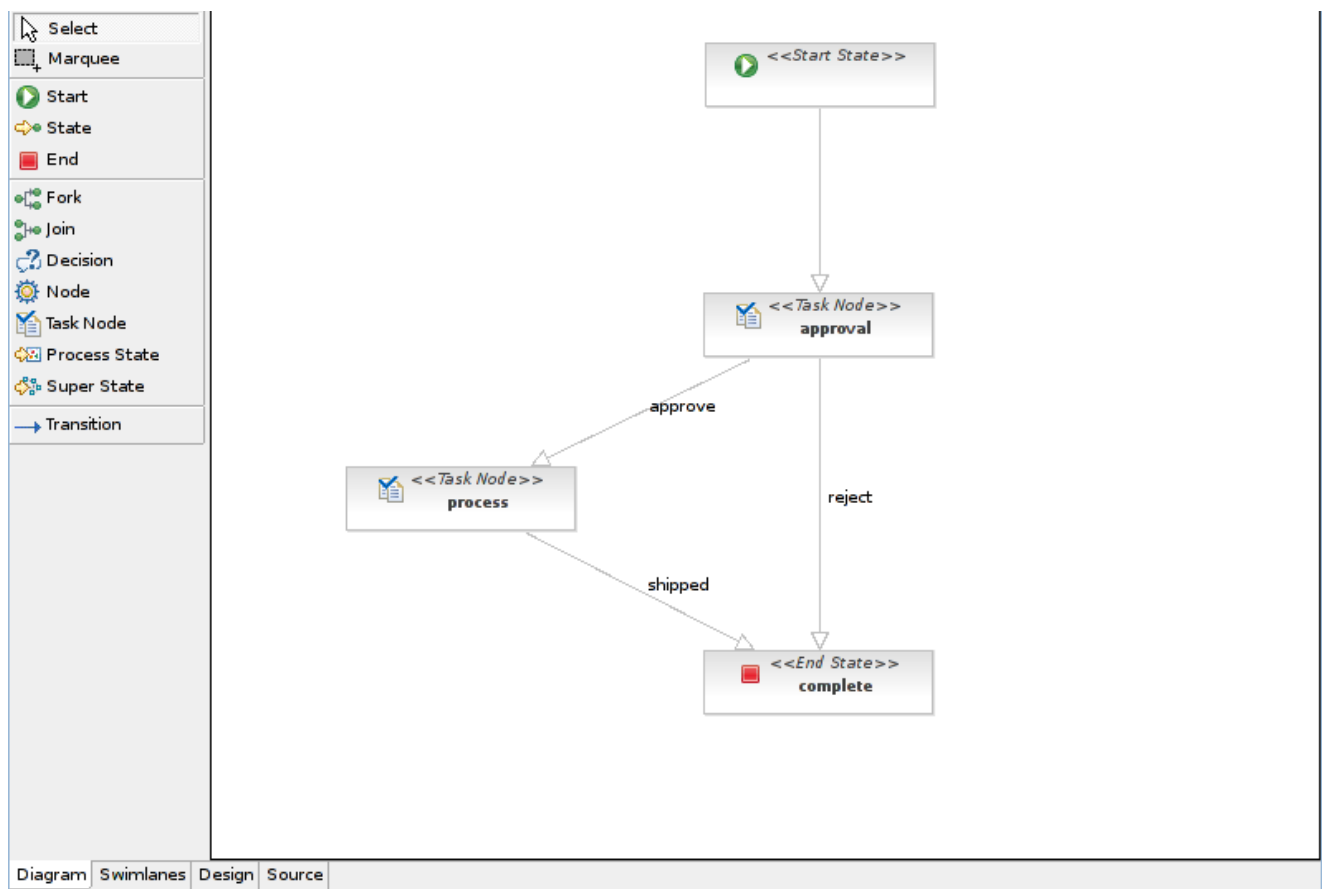 Select
Marquee
Start
State
End
Fork
Join
Decision
Node
Task Node
Process State
Super State
Transition
<<Start State>>
<<Task Node>>
approval
approve
<<Task Node>>
process
reject
shipped
<<End State>>
complete
Diagram Swimlanes Design Source